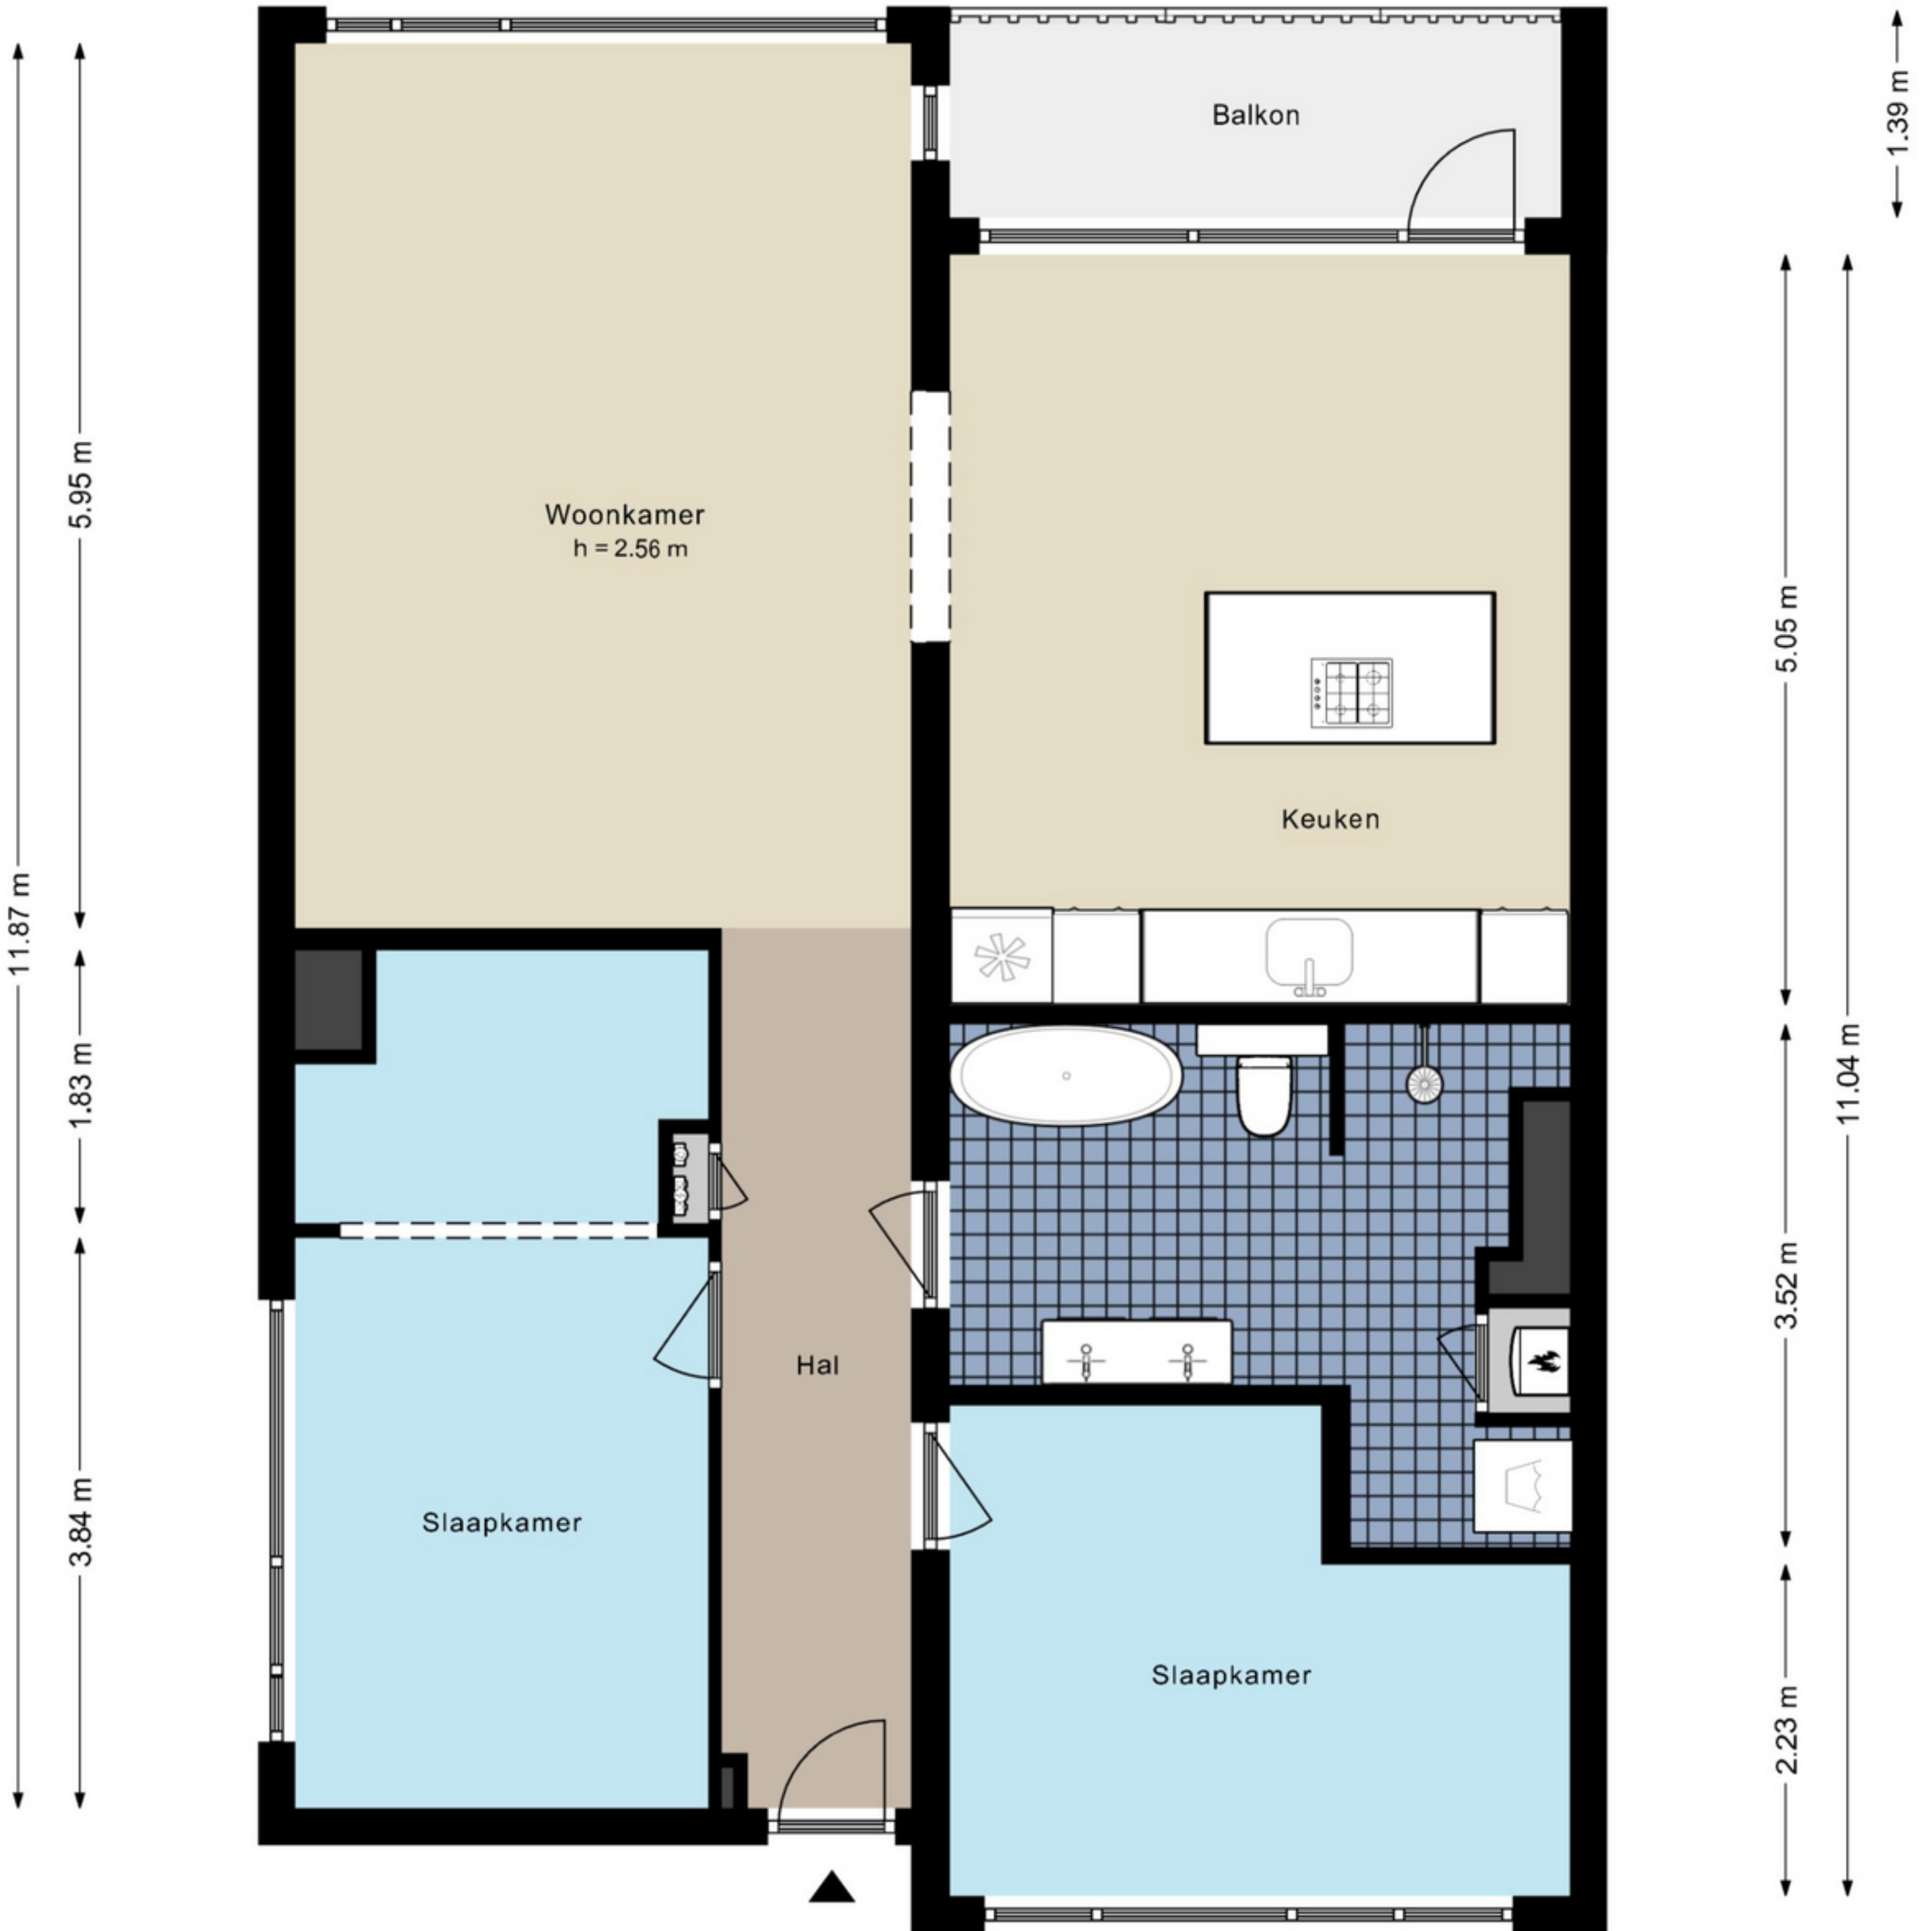 1.39 m
Balkon
5.95 m
Woonkamer
h = 2.56 m
5.05 m
Keuken
11.87 m
11.04 m
1.83 m
3.52 m
Hal
3.84 m
Slaapkamer
Slaapkamer
2.23 m